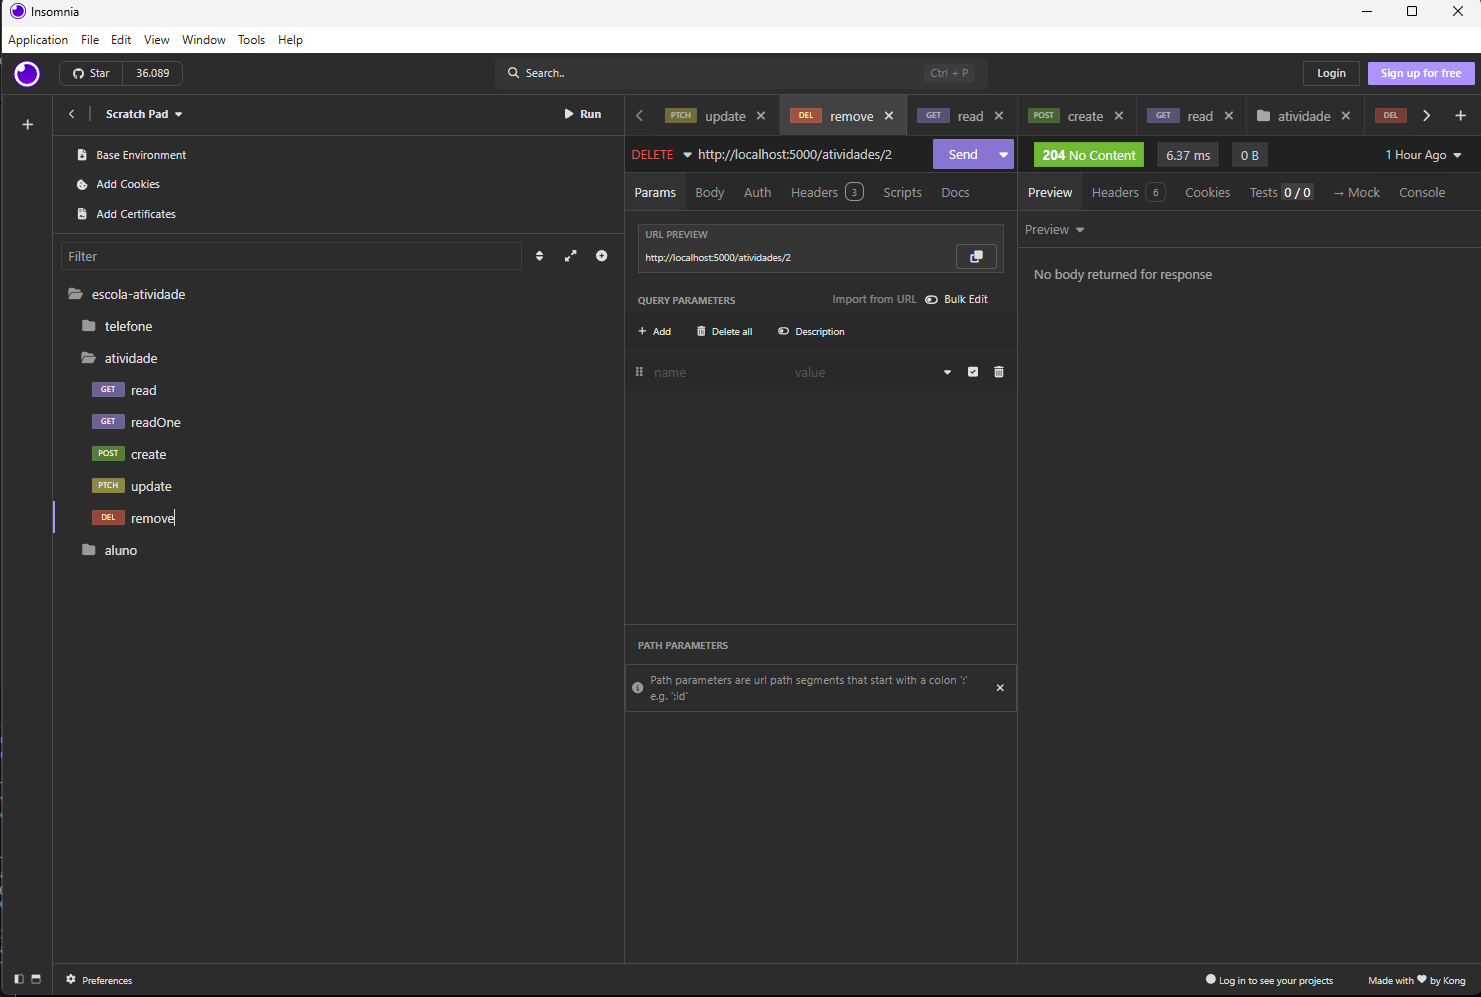 Insomnia
Application File Edit View Window Tools Help
Star 36.089 Search.. Ctrl + P Login Sign up for free
Scratch Pad Run
PTCH update DEL remove GET read POST create GET read atividade DEL
Base Environment
Add Cookies
Add Certificates
DELETE http://localhost:5000/atividades/2 Send
204 No Content 6.37 ms 0 B 1 Hour Ago
Params Body Auth Headers 3 Scripts Docs
Preview Headers 6 Cookies Tests 0 / 0 → Mock Console
Filter
escola-atividade
telefone
atividade
GET read
GET readOne
POST create
PTCH update
DEL remove
aluno
URL PREVIEW
http://localhost:5000/atividades/2
QUERY PARAMETERS Import from URL Bulk Edit
+ Add Delete all Description
name value
PATH PARAMETERS
Path parameters are url path segments that start with a colon ':'
e.g. ':id'
Preview
No body returned for response
Preferences
Log in to see your projects Made with ♥ by Kong